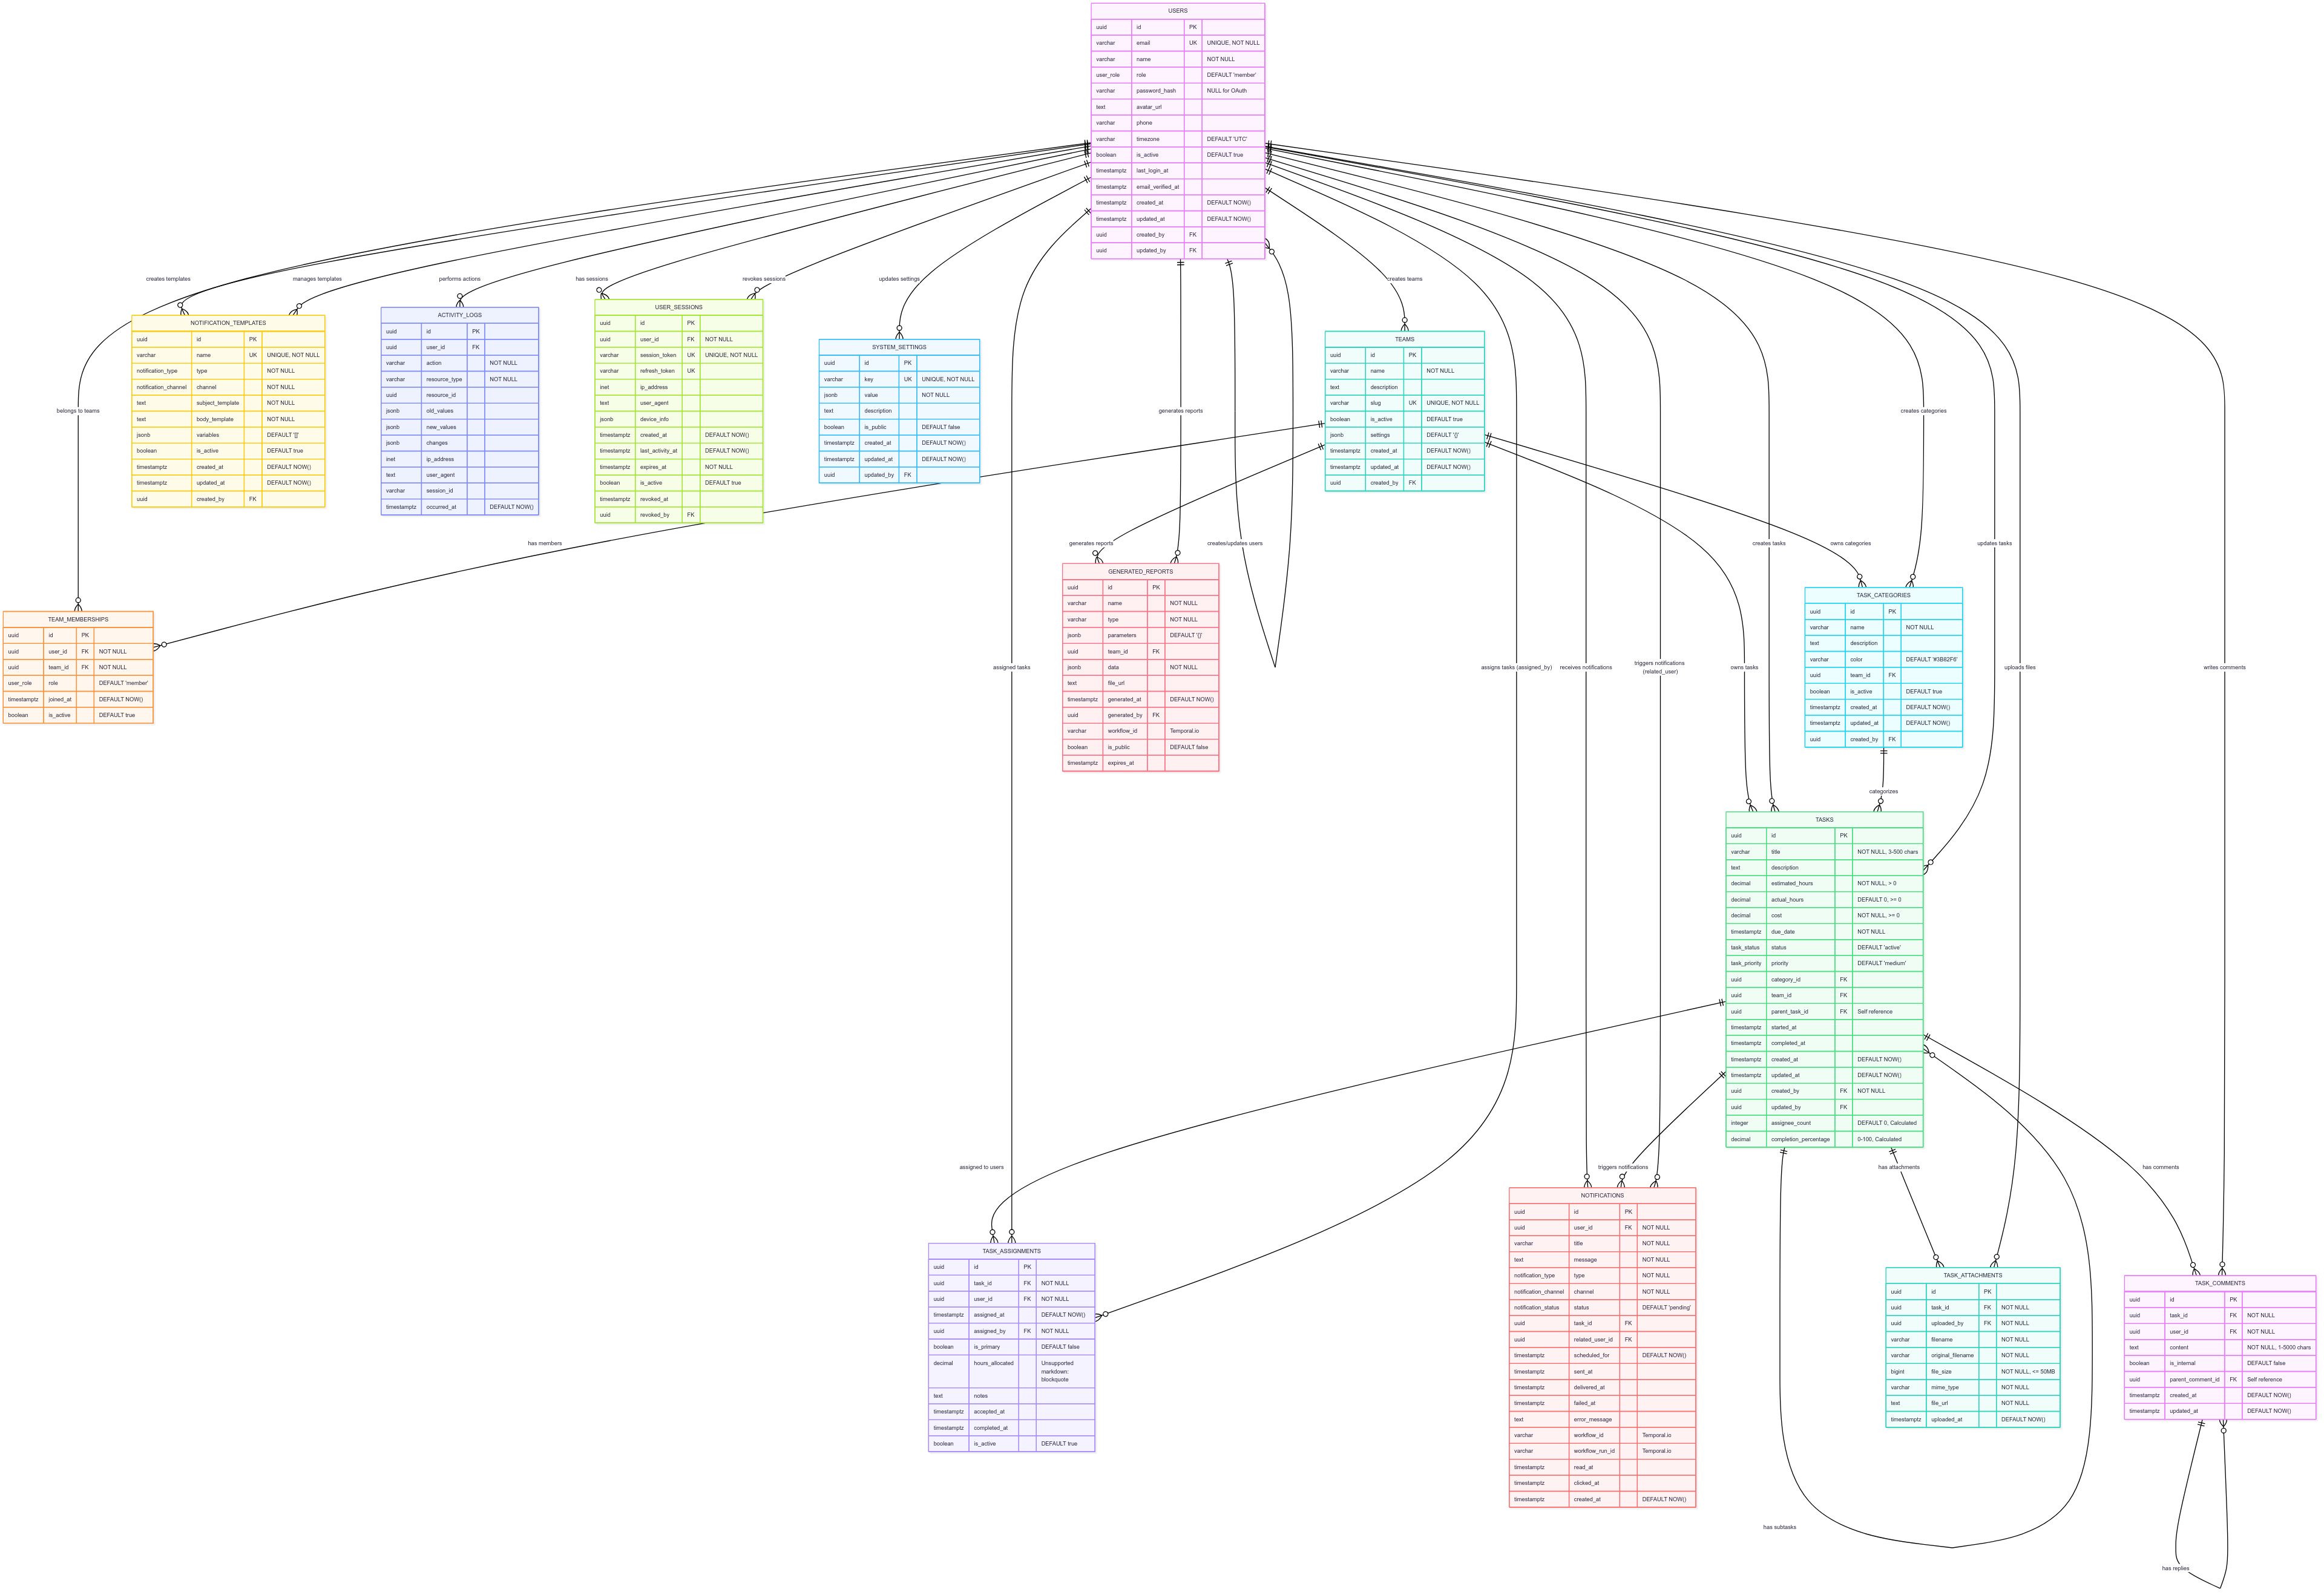 USERS
uuid id PK
varchar email UK UNIQUE, NOT NULL
varchar name NOT NULL
user_role role DEFAULT 'member'
varchar password_hash NULL for OAuth
text avatar_url
varchar phone
varchar timezone DEFAULT 'UTC'
boolean is_active DEFAULT true
timestamptz last_login_at
timestamptz email_verified_at
timestamptz created_at DEFAULT NOW()
timestamptz updated_at DEFAULT NOW()
uuid created_by FK
uuid updated_by FK
creates templates
manages templates
performs actions
has sessions
revokes sessions
updates settings
creates teams
NOTIFICATION_TEMPLATES
uuid id PK
varchar name UK UNIQUE, NOT NULL
notification_type type NOT NULL
notification_channel channel NOT NULL
text subject_template NOT NULL
text body_template NOT NULL
jsonb variables DEFAULT '[]'
boolean is_active DEFAULT true
timestamptz created_at DEFAULT NOW()
timestamptz updated_at DEFAULT NOW()
uuid created_by FK
ACTIVITY_LOGS
uuid id PK
uuid user_id FK
varchar action NOT NULL
varchar resource_type NOT NULL
uuid resource_id
jsonb old_values
jsonb new_values
jsonb changes
inet ip_address
text user_agent
varchar session_id
timestamptz occurred_at DEFAULT NOW()
USER_SESSIONS
uuid id PK
uuid user_id FK NOT NULL
varchar session_token UK UNIQUE, NOT NULL
varchar refresh_token UK
inet ip_address
text user_agent
jsonb device_info
timestamptz created_at DEFAULT NOW()
timestamptz last_activity_at DEFAULT NOW()
timestamptz expires_at NOT NULL
boolean is_active DEFAULT true
timestamptz revoked_at
uuid revoked_by FK
SYSTEM_SETTINGS
uuid id PK
varchar key UK UNIQUE, NOT NULL
jsonb value NOT NULL
text description
boolean is_public DEFAULT false
timestamptz created_at DEFAULT NOW()
timestamptz updated_at DEFAULT NOW()
uuid updated_by FK
TEAMS
uuid id PK
varchar name NOT NULL
text description
varchar slug UK UNIQUE, NOT NULL
boolean is_active DEFAULT true
jsonb settings DEFAULT '{}'
timestamptz created_at DEFAULT NOW()
timestamptz updated_at DEFAULT NOW()
uuid created_by FK
belongs to teams
generates reports
creates categories
has members
generates reports
creates/updates users
creates tasks
owns categories
updates tasks
GENERATED_REPORTS
uuid id PK
varchar name NOT NULL
varchar type NOT NULL
jsonb parameters DEFAULT '{}'
uuid team_id FK
jsonb data NOT NULL
text file_url
timestamptz generated_at DEFAULT NOW()
uuid generated_by FK
varchar workflow_id Temporal.io
boolean is_public DEFAULT false
timestamptz expires_at
TASK_CATEGORIES
uuid id PK
varchar name NOT NULL
text description
varchar color DEFAULT '#3B82F6'
uuid team_id FK
boolean is_active DEFAULT true
timestamptz created_at DEFAULT NOW()
timestamptz updated_at DEFAULT NOW()
uuid created_by FK
TEAM_MEMBERSHIPS
uuid id PK
uuid user_id FK NOT NULL
uuid team_id FK NOT NULL
user_role role DEFAULT 'member'
timestamptz joined_at DEFAULT NOW()
boolean is_active DEFAULT true
assigned tasks
assigns tasks (assigned_by)
receives notifications
triggers notifications
(related_user)
owns tasks
uploads files
writes comments
categorizes
TASKS
uuid id PK
varchar title NOT NULL, 3-500 chars
text description
decimal estimated_hours NOT NULL, > 0
decimal actual_hours DEFAULT 0, >= 0
decimal cost NOT NULL, >= 0
timestamptz due_date NOT NULL
task_status status DEFAULT 'active'
task_priority priority DEFAULT 'medium'
uuid category_id FK
uuid team_id FK
uuid parent_task_id FK Self reference
timestamptz started_at
timestamptz completed_at
timestamptz created_at DEFAULT NOW()
timestamptz updated_at DEFAULT NOW()
uuid created_by FK NOT NULL
uuid updated_by FK
integer assignee_count DEFAULT 0, Calculated
decimal completion_percentage 0-100, Calculated
assigned to users
triggers notifications
has attachments
has comments
TASK_ASSIGNMENTS
uuid id PK
uuid task_id FK NOT NULL
uuid user_id FK NOT NULL
timestamptz assigned_at DEFAULT NOW()
uuid assigned_by FK NOT NULL
boolean is_primary DEFAULT false
decimal hours_allocated Unsupported
markdown:
blockquote
text notes
timestamptz accepted_at
timestamptz completed_at
boolean is_active DEFAULT true
NOTIFICATIONS
uuid id PK
uuid user_id FK NOT NULL
varchar title NOT NULL
text message NOT NULL
notification_type type NOT NULL
notification_channel channel NOT NULL
notification_status status DEFAULT 'pending'
uuid task_id FK
uuid related_user_id FK
timestamptz scheduled_for DEFAULT NOW()
timestamptz sent_at
timestamptz delivered_at
timestamptz failed_at
text error_message
varchar workflow_id Temporal.io
varchar workflow_run_id Temporal.io
timestamptz read_at
timestamptz clicked_at
timestamptz created_at DEFAULT NOW()
TASK_ATTACHMENTS
uuid id PK
uuid task_id FK NOT NULL
uuid uploaded_by FK NOT NULL
varchar filename NOT NULL
varchar original_filename NOT NULL
bigint file_size NOT NULL, <= 50MB
varchar mime_type NOT NULL
text file_url NOT NULL
timestamptz uploaded_at DEFAULT NOW()
TASK_COMMENTS
uuid id PK
uuid task_id FK NOT NULL
uuid user_id FK NOT NULL
text content NOT NULL, 1-5000 chars
boolean is_internal DEFAULT false
uuid parent_comment_id FK Self reference
timestamptz created_at DEFAULT NOW()
timestamptz updated_at DEFAULT NOW()
has subtasks
has replies